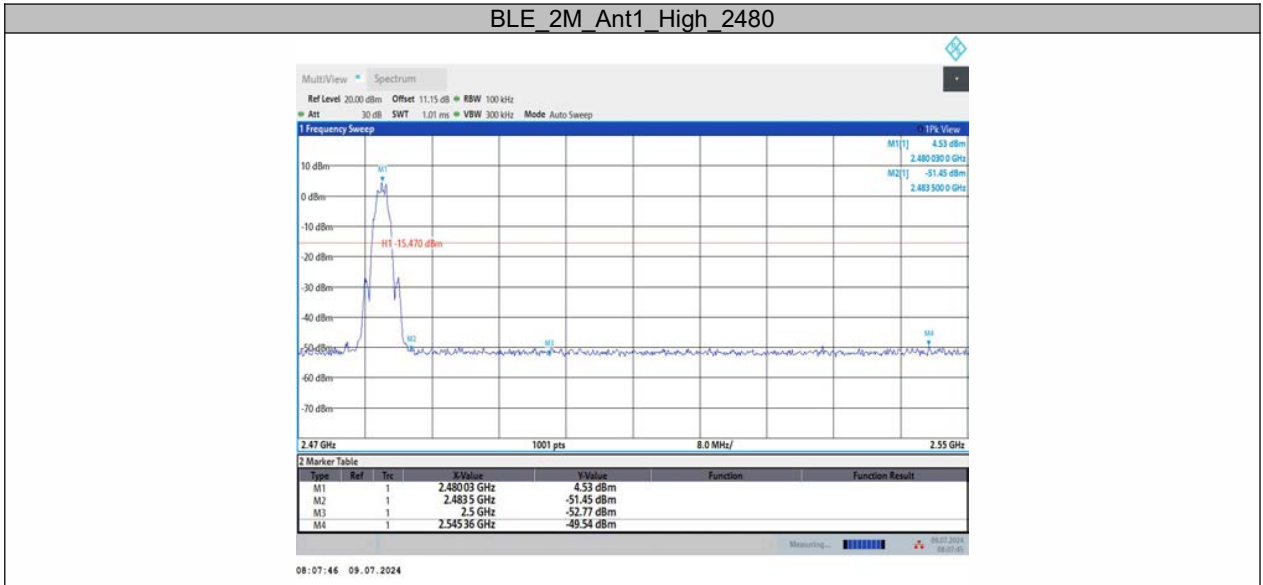 BLE_2M_Ant1_High_2480
MultiView Spectrum
Ref Level 20.00 dBm Offset 11.15 dB RBW 100 kHz
Att 30 dB SWT 1.01 ms VBW 300 kHz Mode Auto Sweep
1 Frequency Sweep 1Pk View
M1[1] 4.53 dBm
2.480 030 0 GHz
M2[1] -51.45 dBm
2.483 500 0 GHz
10 dBm
M1
0 dBm
-10 dBm
H1 -15.470 dBm
-20 dBm
-30 dBm
-40 dBm
M2
M3
M4
-50 dBm
-60 dBm
-70 dBm
2.47 GHz 1001 pts 8.0 MHz/ 2.55 GHz
2 Marker Table
Type Ref Trc X-Value Y-Value Function Function Result
M1 1 2.48003 GHz 4.53 dBm
M2 1 2.4835 GHz -51.45 dBm
M3 1 2.5 GHz -52.77 dBm
M4 1 2.54536 GHz -49.54 dBm
Measuring... 09.07.2024
08:07:45
08:07:46 09.07.2024